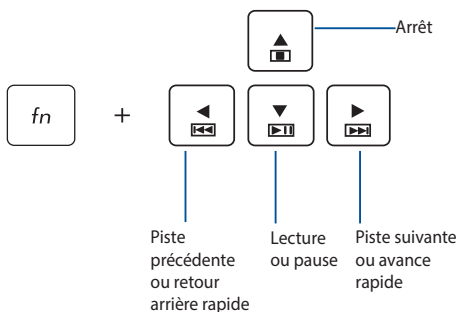 Arrêt
fn
+
Piste
précédente
ou retour
arrière rapide
Lecture
ou pause
Piste suivante
ou avance
rapide